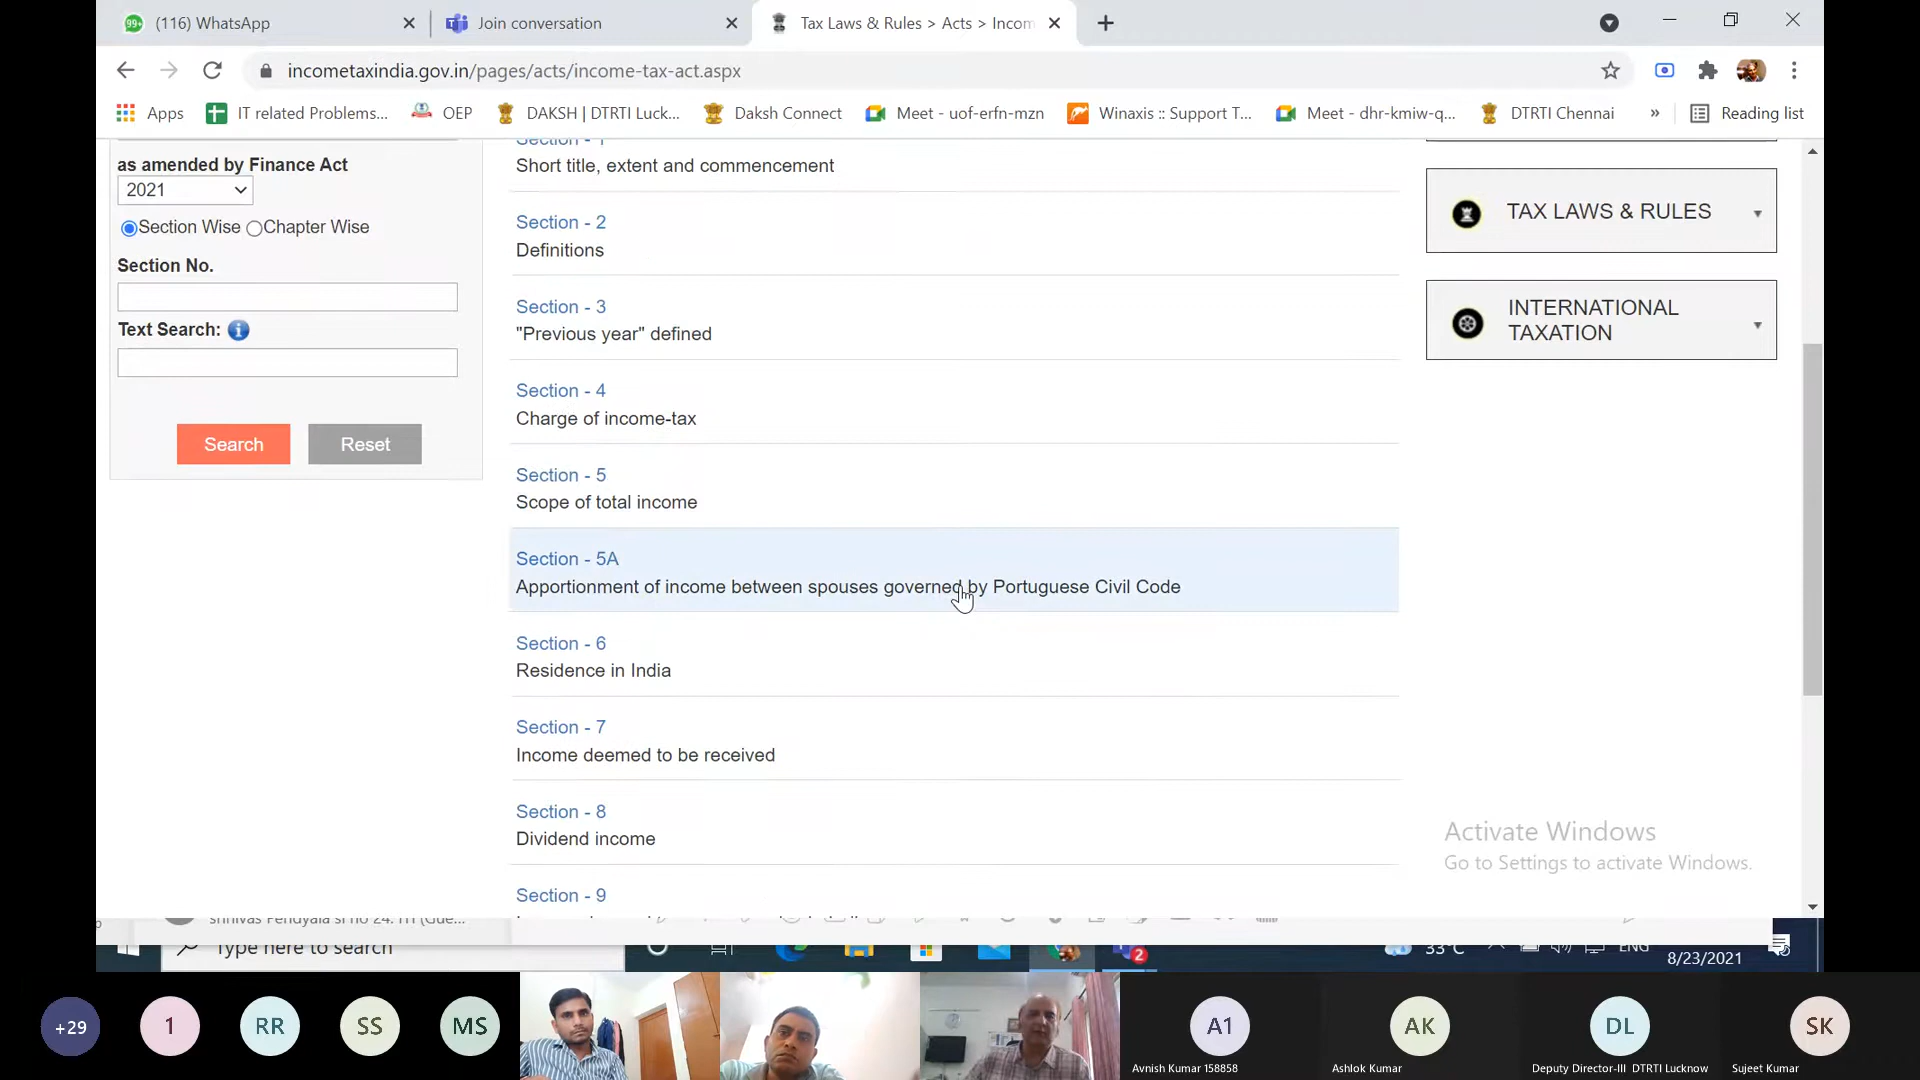 (116) WhatsApp
Join conversation
Tax Laws & Rules > Acts > Incom
incometaxindia.gov.in/pages/acts/income-tax-act.aspx
Apps
IT related Problems...
OEP
DAKSH | DTRTI Luck...
Daksh Connect
Meet - uof-erfn-mzn
Winaxis :: Support T...
Meet - dhr-kmiw-q...
DTRTI Chennai
»
Reading list
as amended by Finance Act
2021
Section Wise Chapter Wise
Section No.
Text Search:
Search
Reset
Section - 1
Short title, extent and commencement
Section - 2
Definitions
Section - 3
"Previous year" defined
Section - 4
Charge of income-tax
Section - 5
Scope of total income
Section - 5A
Apportionment of income between spouses governed by Portuguese Civil Code
Section - 6
Residence in India
Section - 7
Income deemed to be received
Section - 8
Dividend income
Section - 9
TAX LAWS & RULES
INTERNATIONAL
TAXATION
Activate Windows
Go to Settings to activate Windows.
Type here to search
2
33°C
ENG
8/23/2021
+29
1
RR
SS
MS
A1
Avnish Kumar 158858
AK
Ashlok Kumar
DL
Deputy Director-III DTRTI Lucknow
SK
Sujeet Kumar